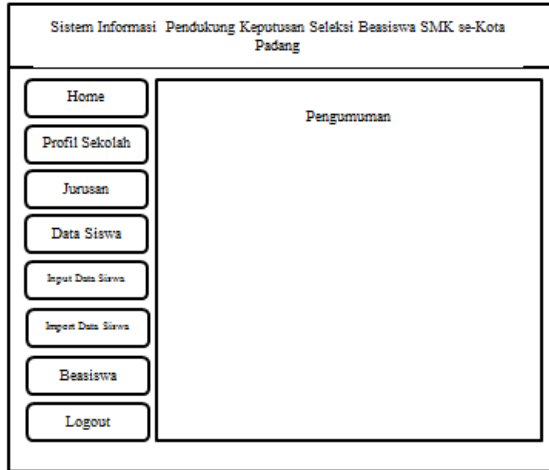 Sistem Informasi Pendukung Keputusan Seleksi Beasiswa SMK se-Kota
Padang
Home
Profil Sekolah
Jurusan
Data Siswa
Input Data Siswa
Import Data Siswa
Beasiswa
Logout
Pengumuman